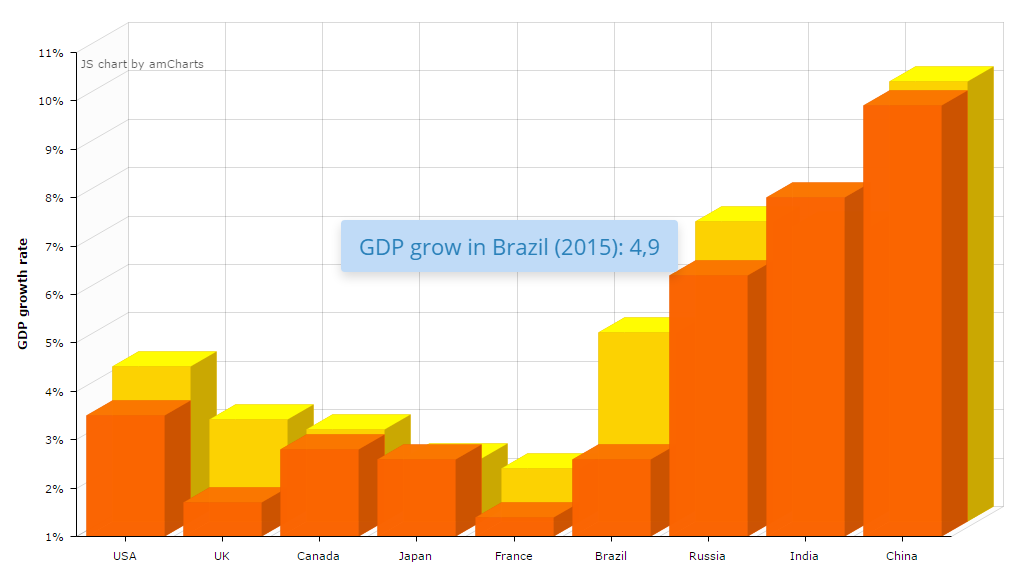 11%
JS chart by amCharts
10%
9%
8%
7%
GDP grow in Brazil (2015): 4,9
6%
5%
4%
3%
2%
1%
GDP growth rate
USA
UK
Canada
Japan
France
Brazil
Russia
India
China